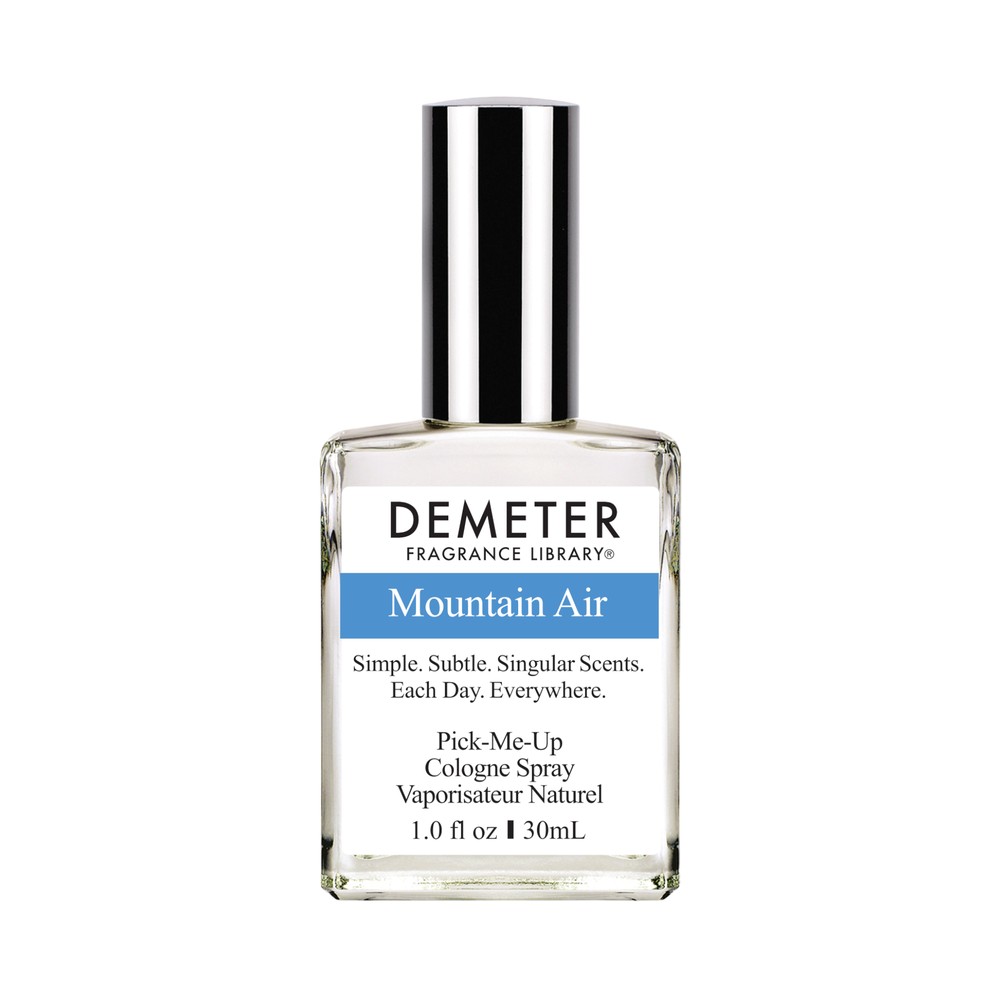 DEMETER
FRAGRANCE LIBRARY®
Mountain Air
Simple. Subtle. Singular Scents.
Each Day. Everywhere.
Pick-Me-Up
Cologne Spray
Vaporisateur Naturel
1.0 fl oz ▌30mL